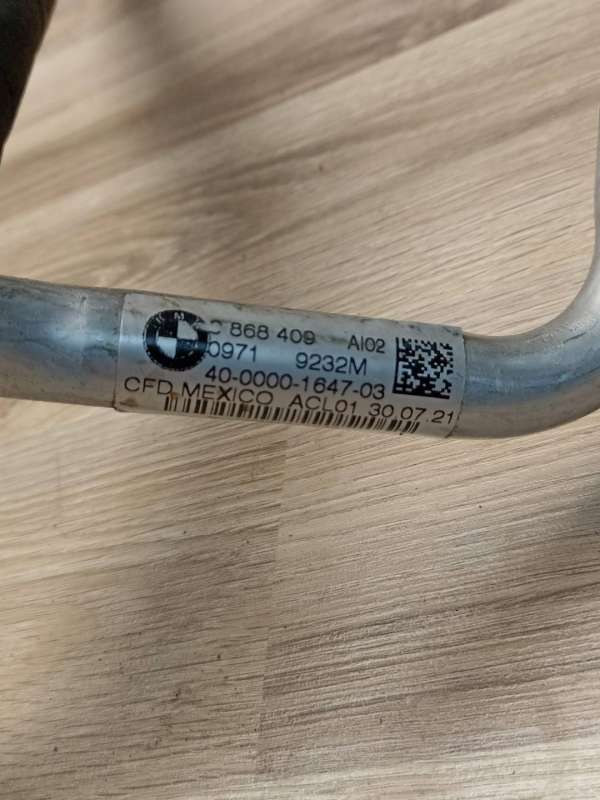 868 409 AI02
0971 9232M
40-0000-1647-03
CFD MEXICO ACL01 30.07.21